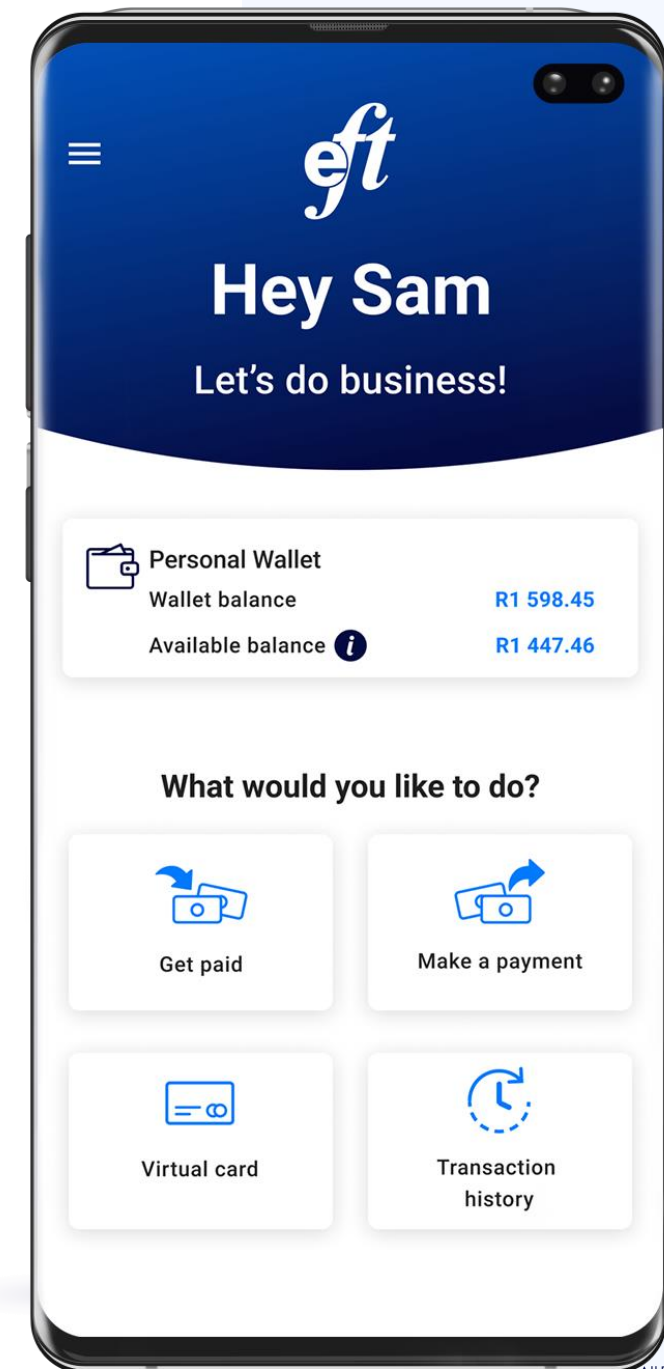 eft
Hey Sam
Let's do business!
Personal Wallet
Wallet balance R1 598.45
Available balance i R1 447.46
What would you like to do?
Get paid
Make a payment
Virtual card
Transaction
history